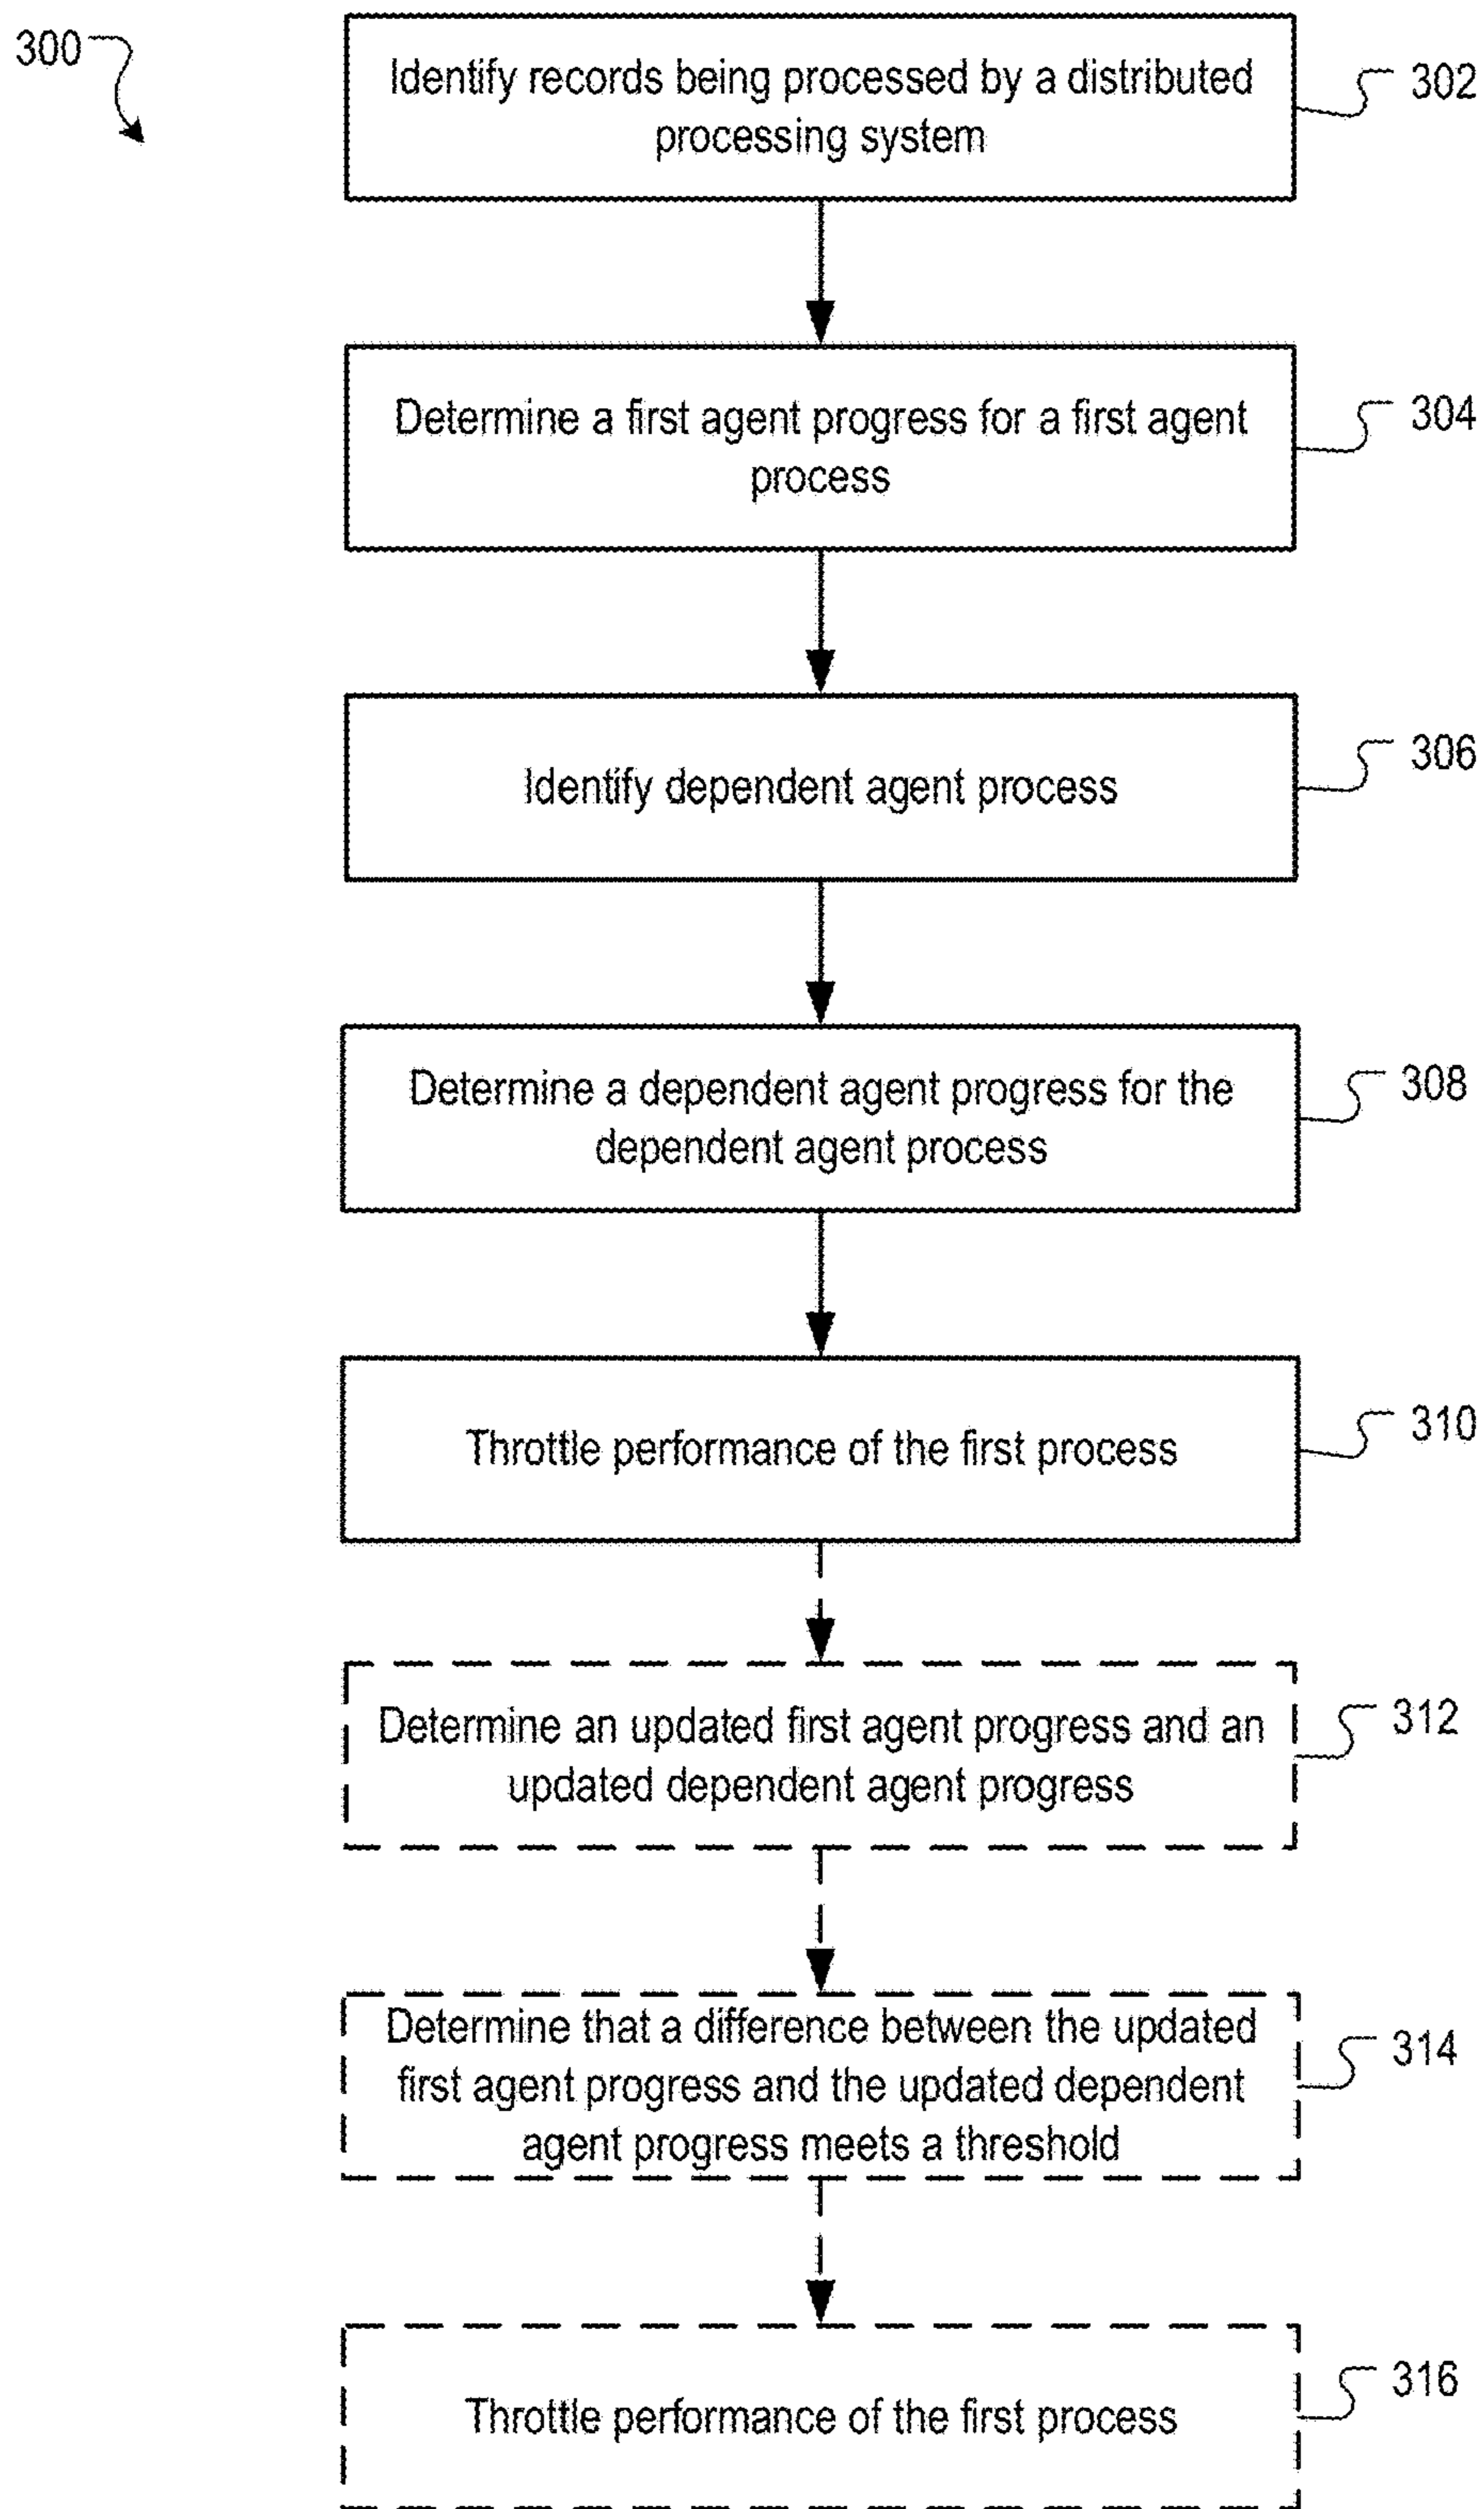 300
Identify records being processed by a distributed
processing system
302
Determine a first agent progress for a first agent
process
304
Identify dependent agent process
306
Determine a dependent agent progress for the
dependent agent process
308
Throttle performance of the first process
310
Determine an updated first agent progress and an
updated dependent agent progress
312
Determine that a difference between the updated
first agent progress and the updated dependent
agent progress meets a threshold
314
Throttle performance of the first process
316